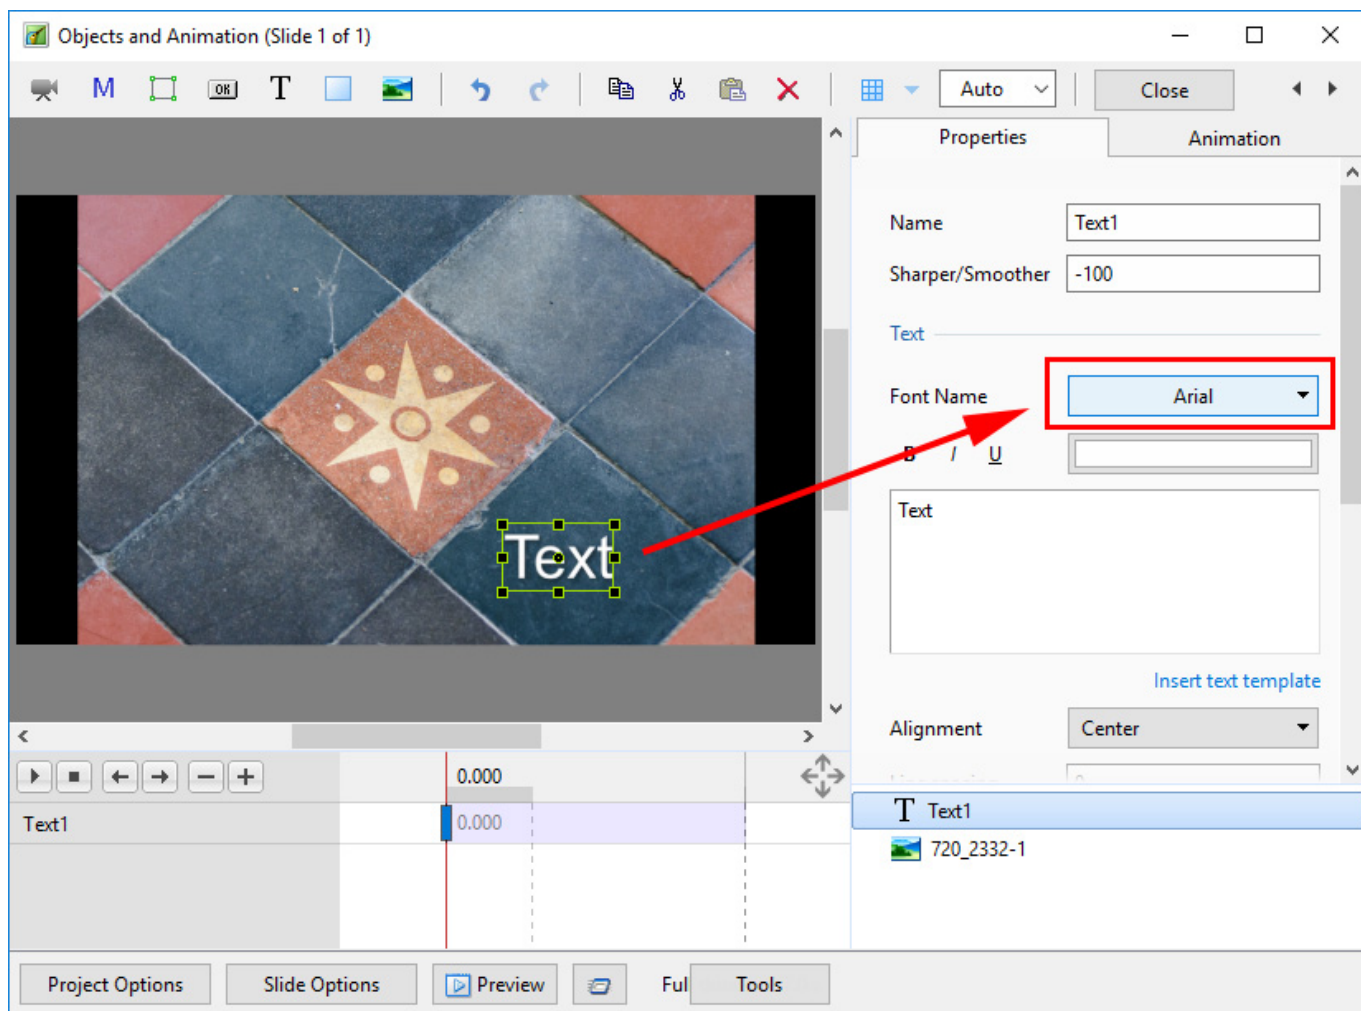 Objects and Animation (Slide 1 of 1)
M OK T Auto Close
Properties Animation
Name Text1
Sharper/Smoother -100
Text
Font Name Arial
B I U
Text
Text
Insert text template
Alignment Center
0.000
Text1 0.000
T Text1
720_2332-1
Project Options Slide Options Preview Ful Tools